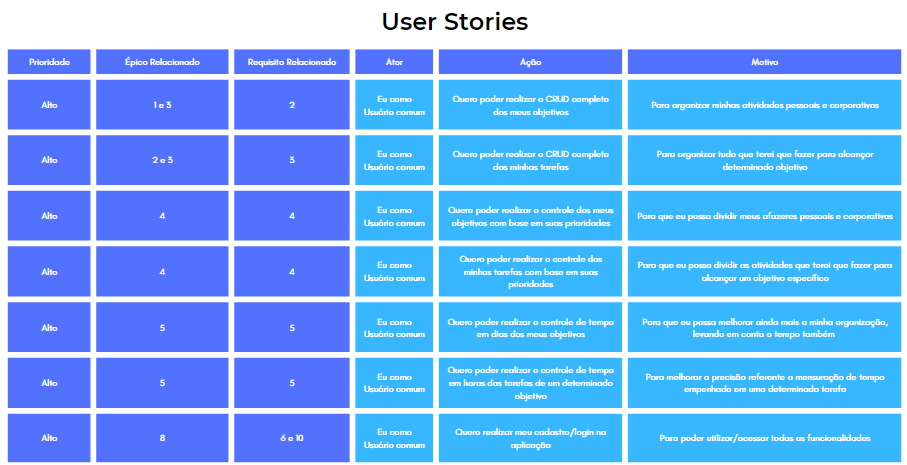 User Stories
Prioridade Épico Relacionado Requisito Relacionado Ator Ação Motivo
Alto 1 e 3 2 Eu como Usuário comum Quero poder realizar o CRUD completo dos meus objetivos Para organizar minhas atividades pessoais e corporativas
Alto 2 e 3 3 Eu como Usuário comum Quero poder realizar o CRUD completo das minhas tarefas Para organizar tudo que terei que fazer para alcançar determinado objetivo
Alto 4 4 Eu como Usuário comum Quero poder realizar o controle dos meus objetivos com base em suas prioridades Para que eu possa dividir meus afazeres pessoais e corporativas
Alto 4 4 Eu como Usuário comum Quero poder realizar o controle das minhas tarefas com base em suas prioridades Para que eu possa dividir as atividades que terei que fazer para alcançar um objetivo específico
Alto 5 5 Eu como Usuário comum Quero poder realizar o controle de tempo em dias dos meus objetivos Para que eu possa melhorar ainda mais a minha organização, levando em conta o tempo também
Alto 5 5 Eu como Usuário comum Quero poder realizar o controle de tempo em horas das tarefas de um determinado objetivo Para melhorar a precisão referente a mensuração de tempo empenhado em uma determinada tarefa
Alto 8 6 e 10 Eu como Usuário comum Quero realizar meu cadastro/login na aplicação Para poder utilizar/acessar todas as funcionalidades